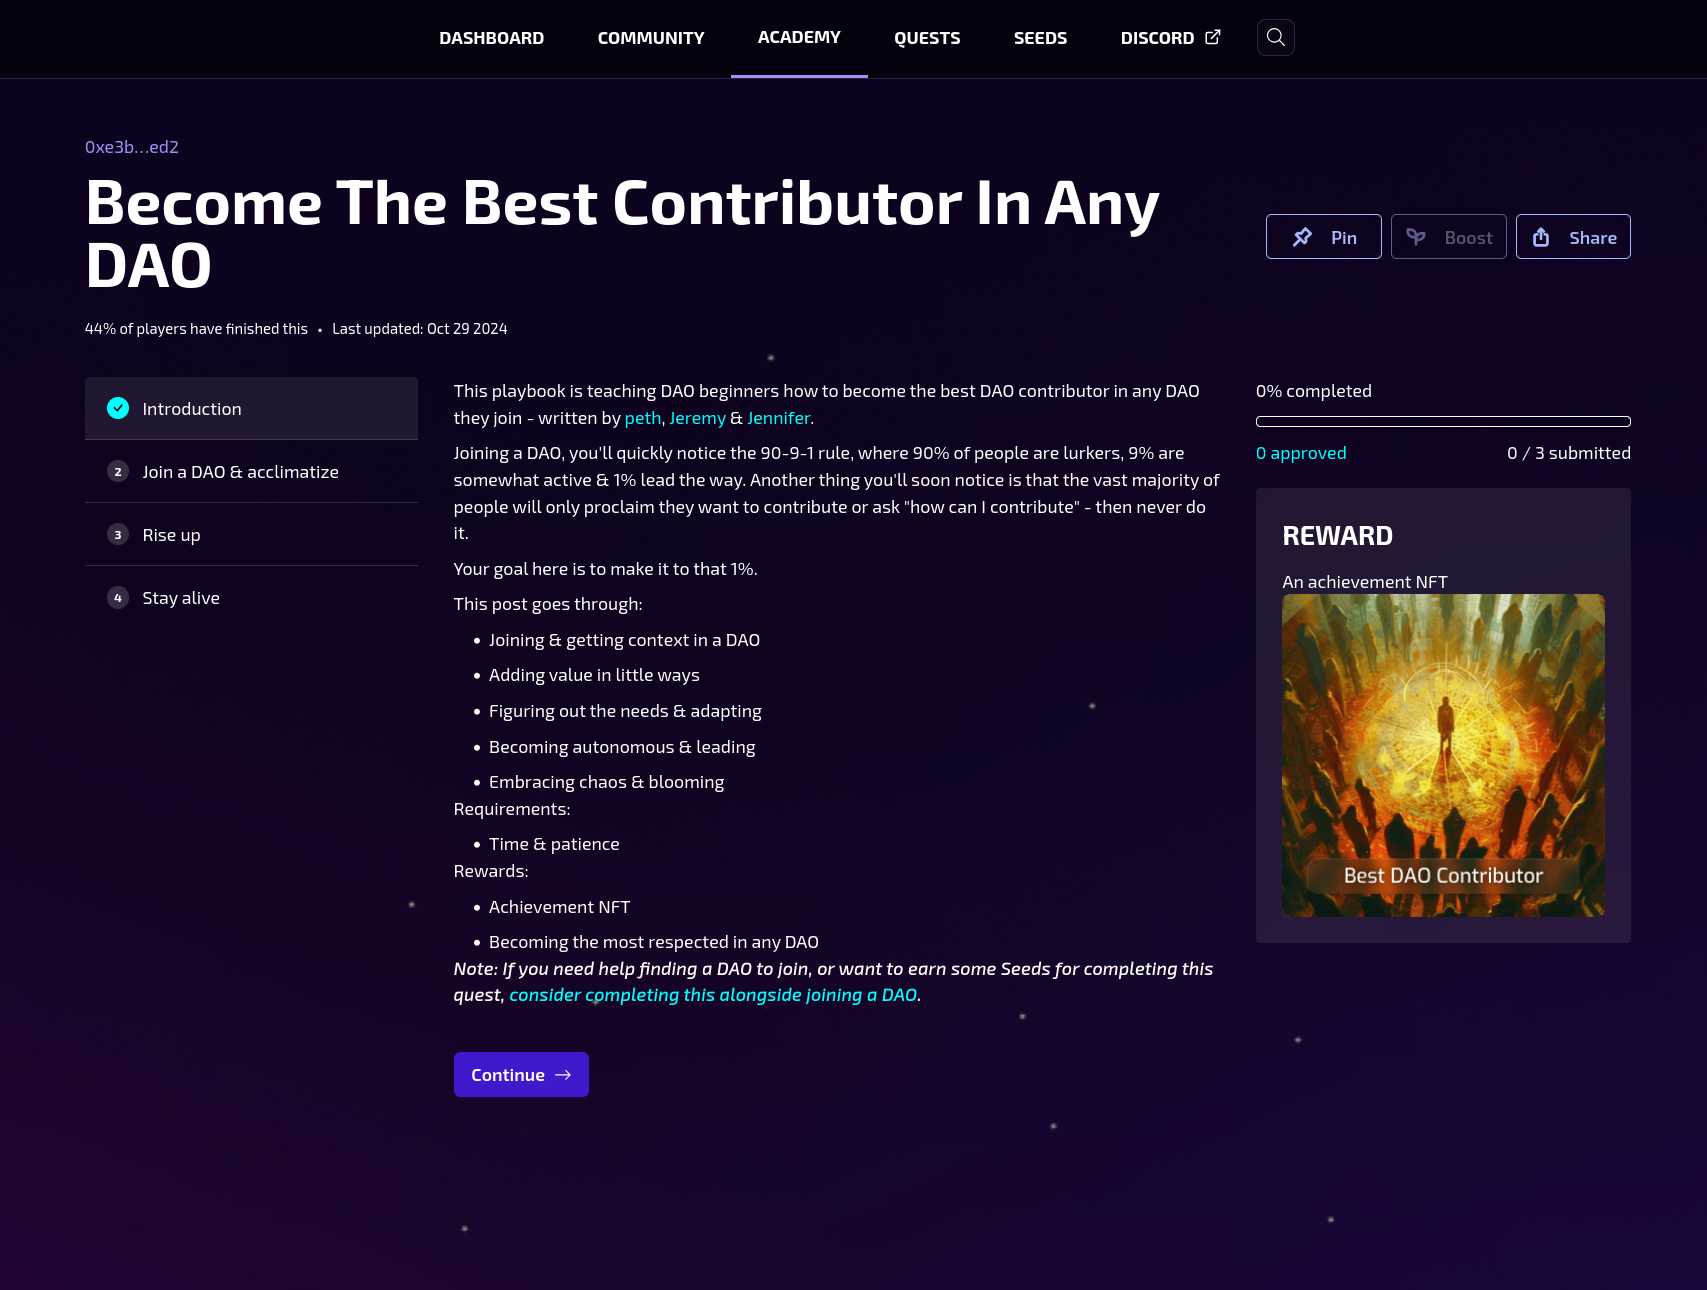 DASHBOARD COMMUNITY ACADEMY QUESTS SEEDS DISCORD
0xe3b...ed2
Become The Best Contributor In Any
DAO
Pin Boost Share
44% of players have finished this • Last updated: Oct 29 2024
Introduction
2 Join a DAO & acclimatize
3 Rise up
4 Stay alive
This playbook is teaching DAO beginners how to become the best DAO contributor in any DAO
they join - written by peth, Jeremy & Jennifer.
Joining a DAO, you'll quickly notice the 90-9-1 rule, where 90% of people are lurkers, 9% are
somewhat active & 1% lead the way. Another thing you'll soon notice is that the vast majority of
people will only proclaim they want to contribute or ask "how can I contribute" - then never do
it.
Your goal here is to make it to that 1%.
This post goes through:
• Joining & getting context in a DAO
• Adding value in little ways
• Figuring out the needs & adapting
• Becoming autonomous & leading
• Embracing chaos & blooming
Requirements:
• Time & patience
Rewards:
• Achievement NFT
• Becoming the most respected in any DAO
Note: If you need help finding a DAO to join, or want to earn some Seeds for completing this
quest, consider completing this alongside joining a DAO.
Continue →
0% completed
0 approved 0 / 3 submitted
REWARD
An achievement NFT
Best DAO Contributor